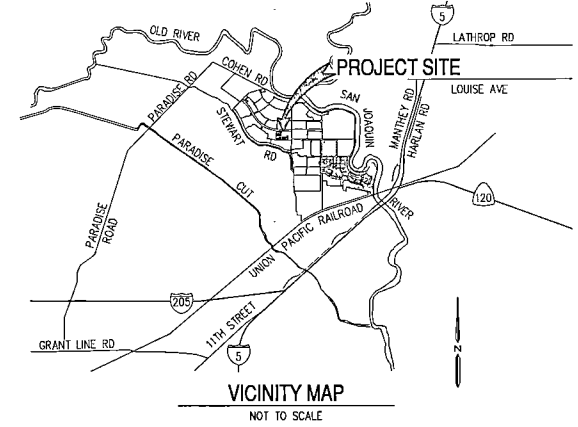 5
OLD RIVER
LATHROP RD
COHEN RD
PROJECT SITE
LOUISE AVE
PARADISE RD
SAN
JOAQUIN
RIVER
MANTHEY RD
HARLAN RD
STEWART
RD
PARADISE
CUT
120
PARADISE
ROAD
UNION PACIFIC RAILROAD
205
11TH STREET
GRANT LINE RD
5
N
VICINITY MAP
NOT TO SCALE